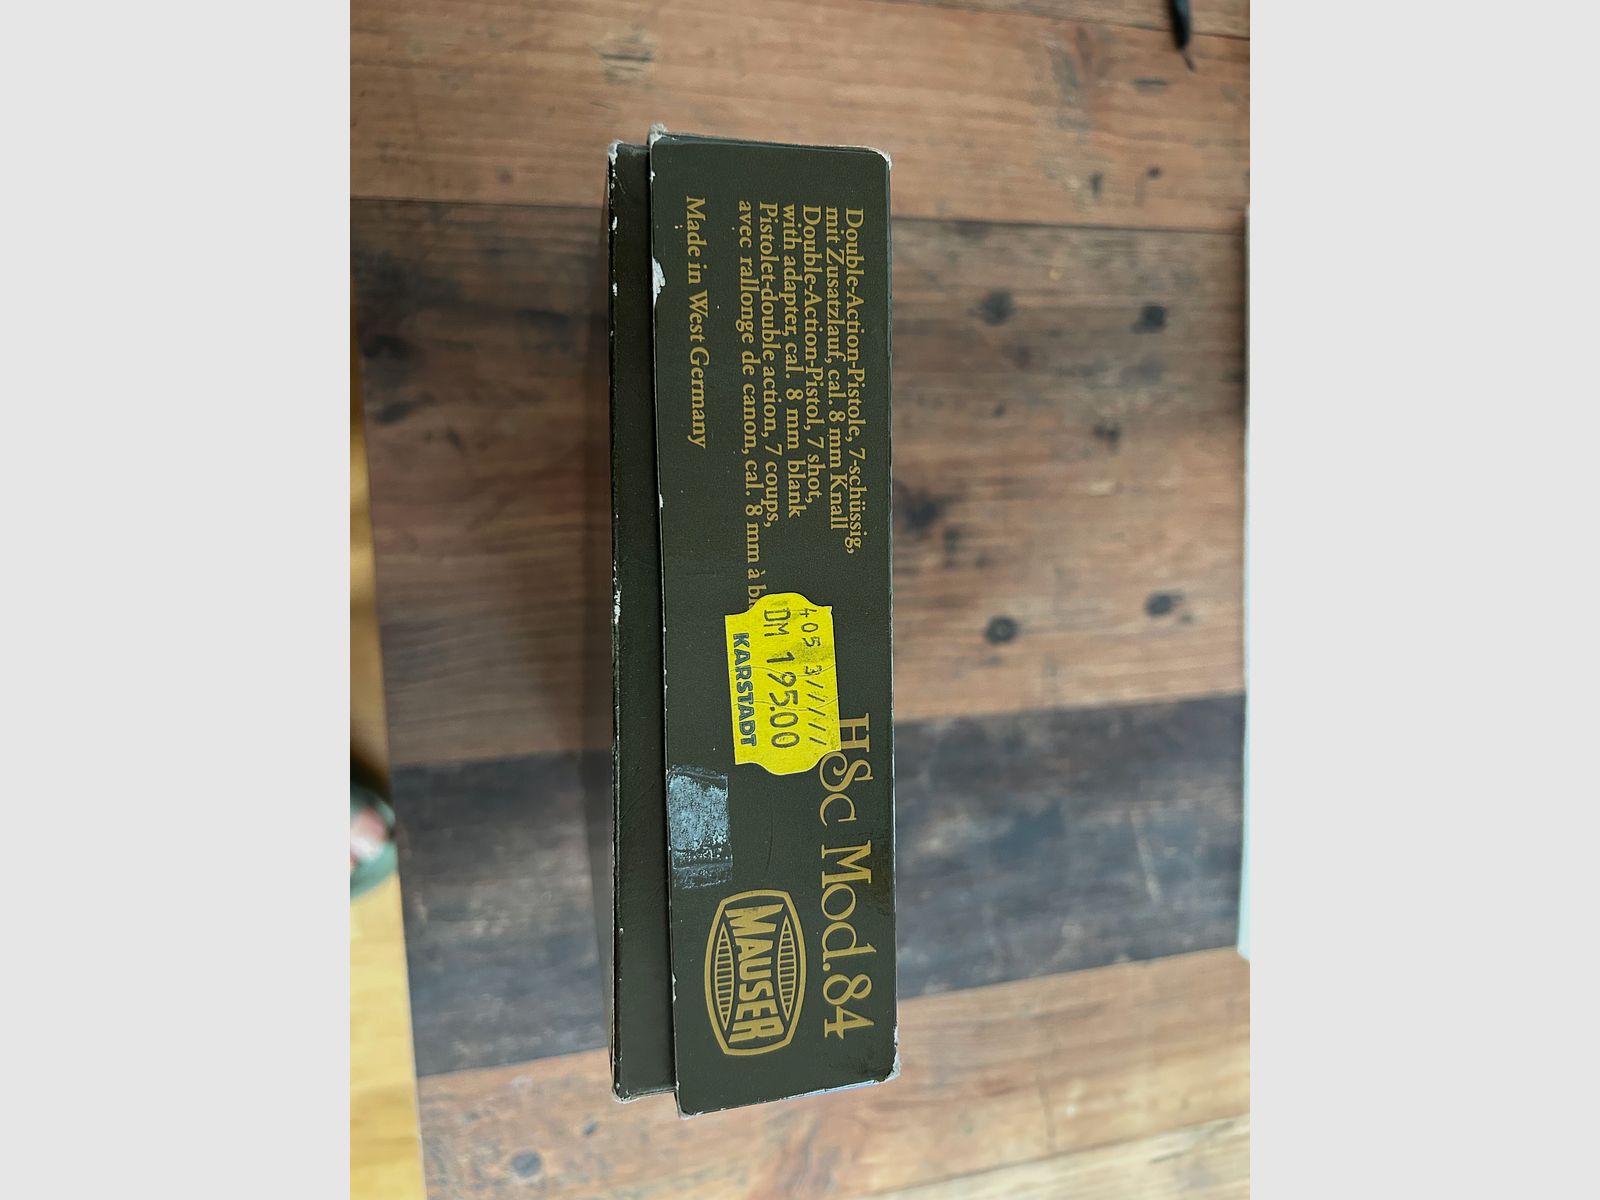 Double-Action-Pistole, 7-schüssig,
mit Zusatzlauf, cal. 8 mm Knall
Double-Action-Pistol, 7 shot,
with adapter, cal. 8 mm blank
Pistolet-double action, 7 coups,
avec rallonge de canon, cal. 8 mm à
Made in West Germany
405 3/////
DM 195.00
KARSTADT
HSc Mod.84
MAUSER